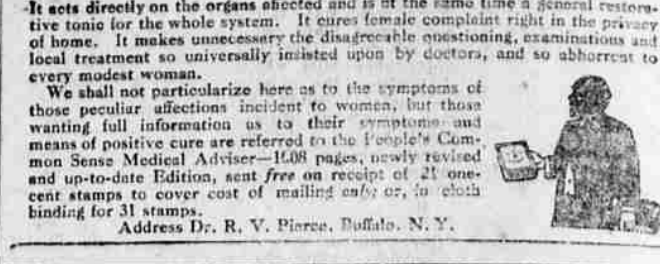 It acts directly on the organs affected and is at the same time a general restora-
tive tonic for the whole system. It cures female complaint right in the privacy
of home. It makes unnecessary the disagreeable questioning, examinations and
local treatment so universally insisted upon by doctors, and so abhorrent to
every modest woman.
We shall not particularize here as to the symptoms of
those peculiar affections incident to women, but those
wanting full information as to their symptoms and
means of positive cure are referred to the People's Com-
mon Sense Medical Adviser—1008 pages, newly revised
and up-to-date Edition, sent free on receipt of 21 one-
cent stamps to cover cost of mailing only; or, in cloth
binding for 31 stamps.
Address Dr. R. V. Pierce, Buffalo, N. Y.